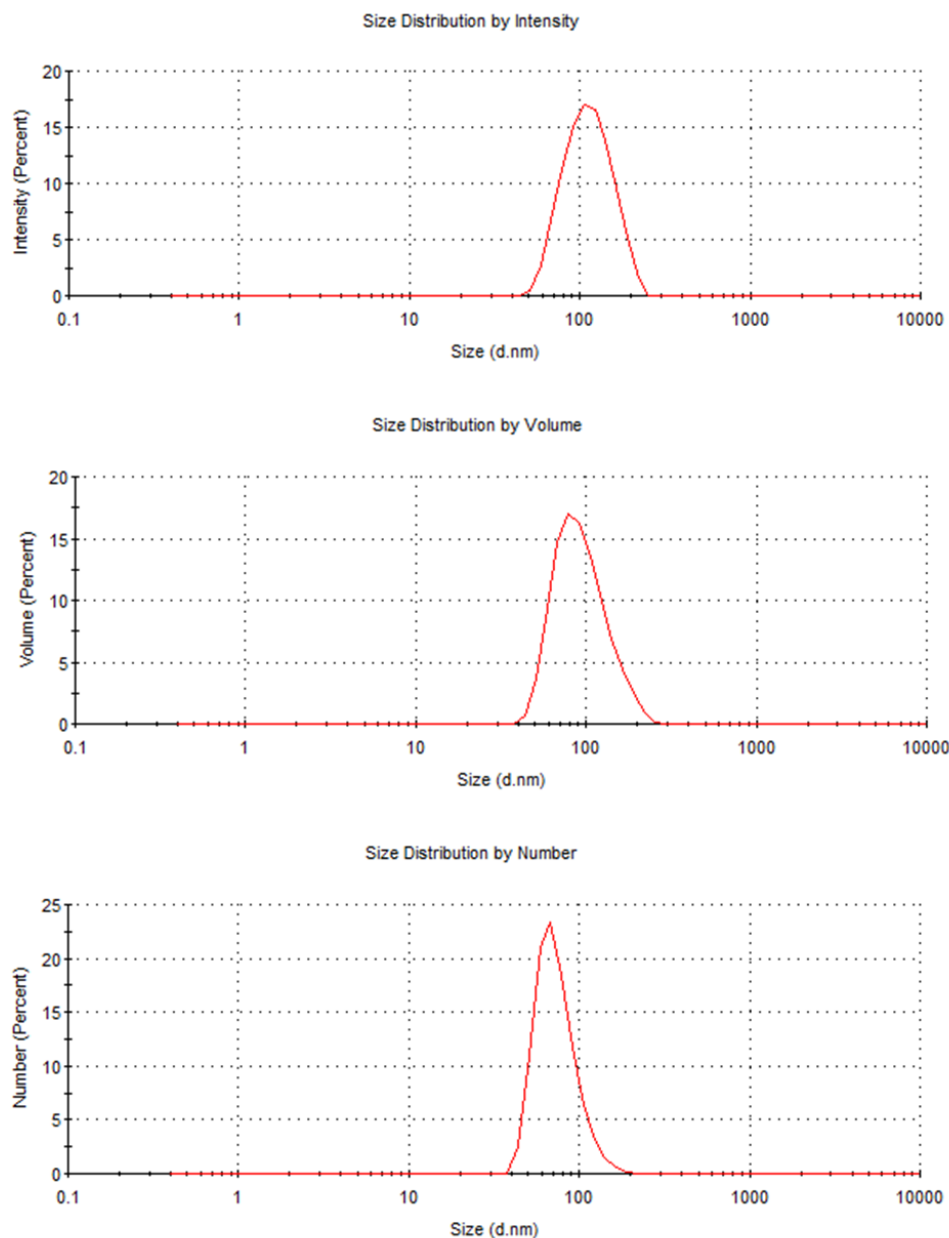 Size Distribution by Intensity
20
15
10
5
0
Intensity (Percent)
0.1 1 10 100 1000 10000
Size (d.nm)
Size Distribution by Volume
20
15
10
5
0
Volume (Percent)
0.1 1 10 100 1000 10000
Size (d.nm)
Size Distribution by Number
25
20
15
10
5
0
Number (Percent)
0.1 1 10 100 1000 10000
Size (d.nm)